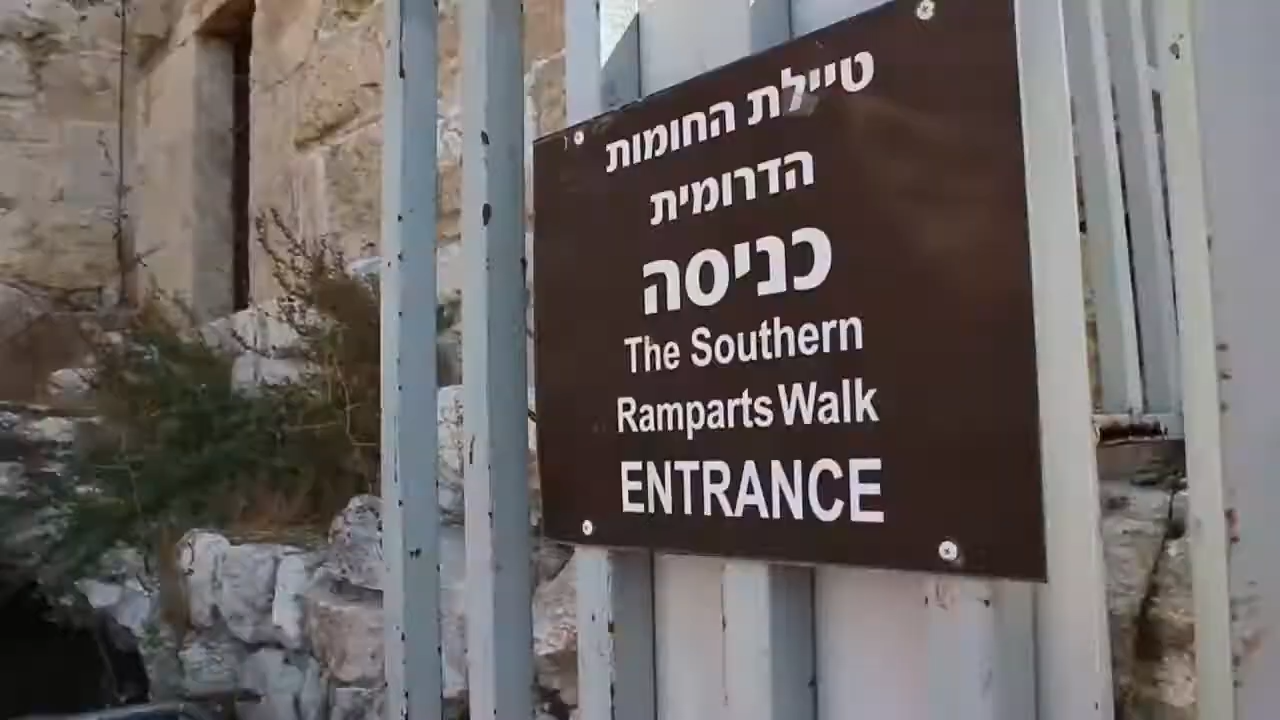 טיילת החומות
הדרומית
כניסה
The Southern
Ramparts Walk
ENTRANCE